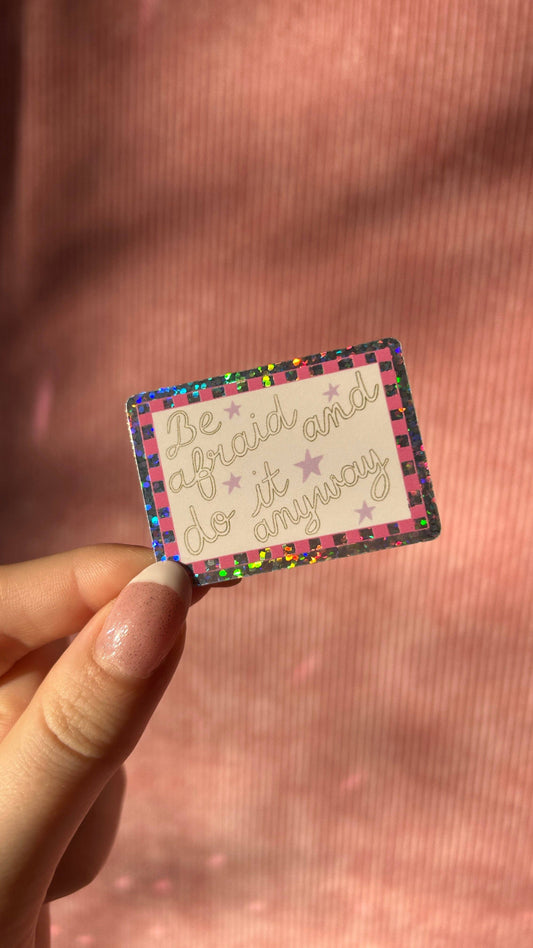 Be
afraid and
do it
anyway